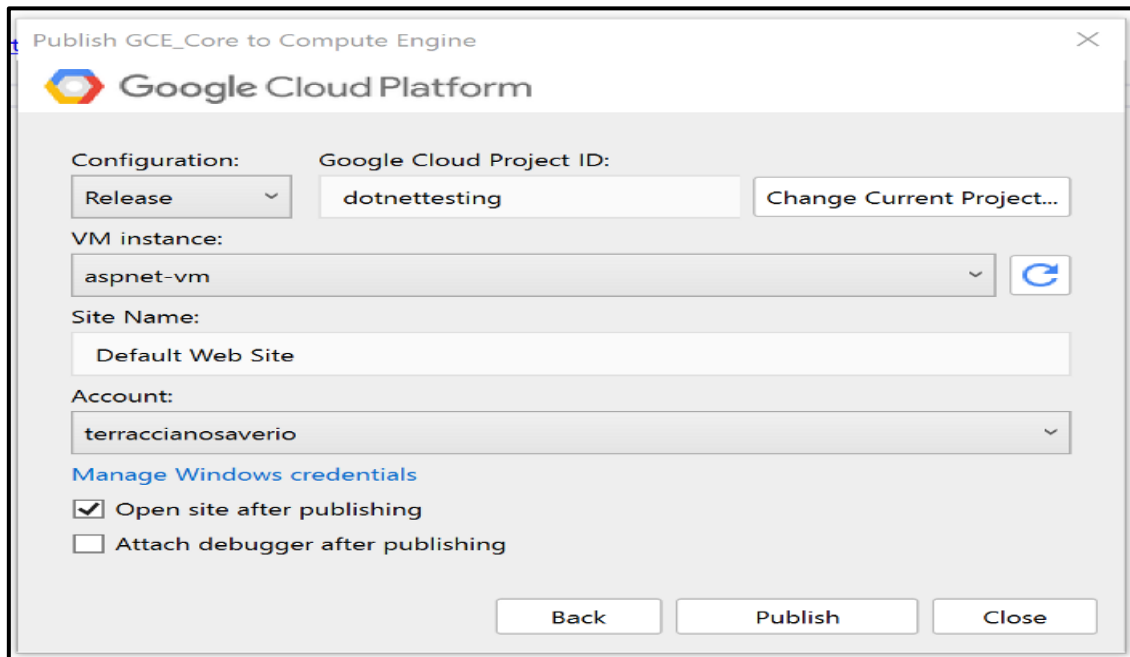 Publish GCE_Core to Compute Engine
Google Cloud Platform
Configuration: Google Cloud Project ID:
Release dotnettesting Change Current Project...
VM instance:
aspnet-vm
Site Name:
Default Web Site
Account:
terraccianosaverio
Manage Windows credentials
Open site after publishing
Attach debugger after publishing
Back Publish Close